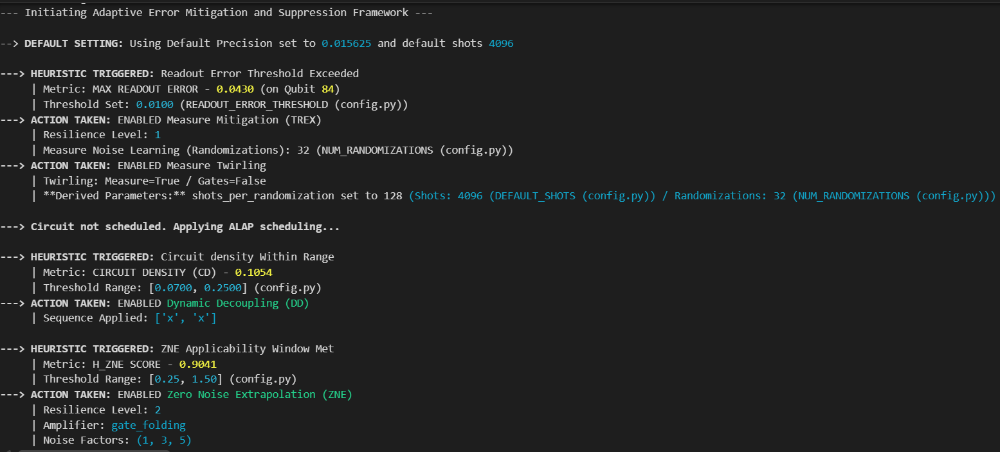 --- Initiating Adaptive Error Mitigation and Suppression Framework ---
--> DEFAULT SETTING: Using Default Precision set to 0.015625 and default shots 4096
---> HEURISTIC TRIGGERED: Readout Error Threshold Exceeded
| Metric: MAX READOUT ERROR - 0.0430 (on Qubit 84)
| Threshold Set: 0.0100 (READOUT_ERROR_THRESHOLD (config.py))
---> ACTION TAKEN: ENABLED Measure Mitigation (TREX)
| Resilience Level: 1
| Measure Noise Learning (Randomizations): 32 (NUM_RANDOMIZATIONS (config.py))
---> ACTION TAKEN: ENABLED Measure Twirling
| Twirling: Measure=True / Gates=False
| **Derived Parameters:** shots_per_randomization set to 128 (Shots: 4096 (DEFAULT_SHOTS (config.py)) / Randomizations: 32 (NUM_RANDOMIZATIONS (config.py)))
---> Circuit not scheduled. Applying ALAP scheduling...
---> HEURISTIC TRIGGERED: Circuit density Within Range
| Metric: CIRCUIT DENSITY (CD) - 0.1054
| Threshold Range: [0.0700, 0.2500] (config.py)
---> ACTION TAKEN: ENABLED Dynamic Decoupling (DD)
| Sequence Applied: ['x', 'x']
---> HEURISTIC TRIGGERED: ZNE Applicability Window Met
| Metric: H_ZNE SCORE - 0.9041
| Threshold Range: [0.25, 1.50] (config.py)
---> ACTION TAKEN: ENABLED Zero Noise Extrapolation (ZNE)
| Resilience Level: 2
| Amplifier: gate_folding
| Noise Factors: (1, 3, 5)